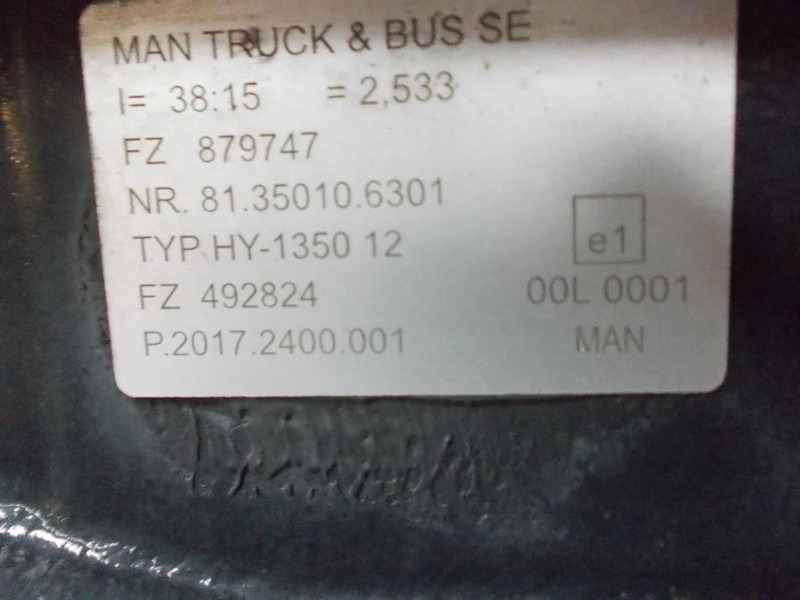 MAN TRUCK & BUS SE
I= 38:15 = 2,533
FZ 879747
NR. 81.35010.6301
TYP.HY-1350 12
e1
FZ 492824
00L 0001
P.2017.2400.001
MAN